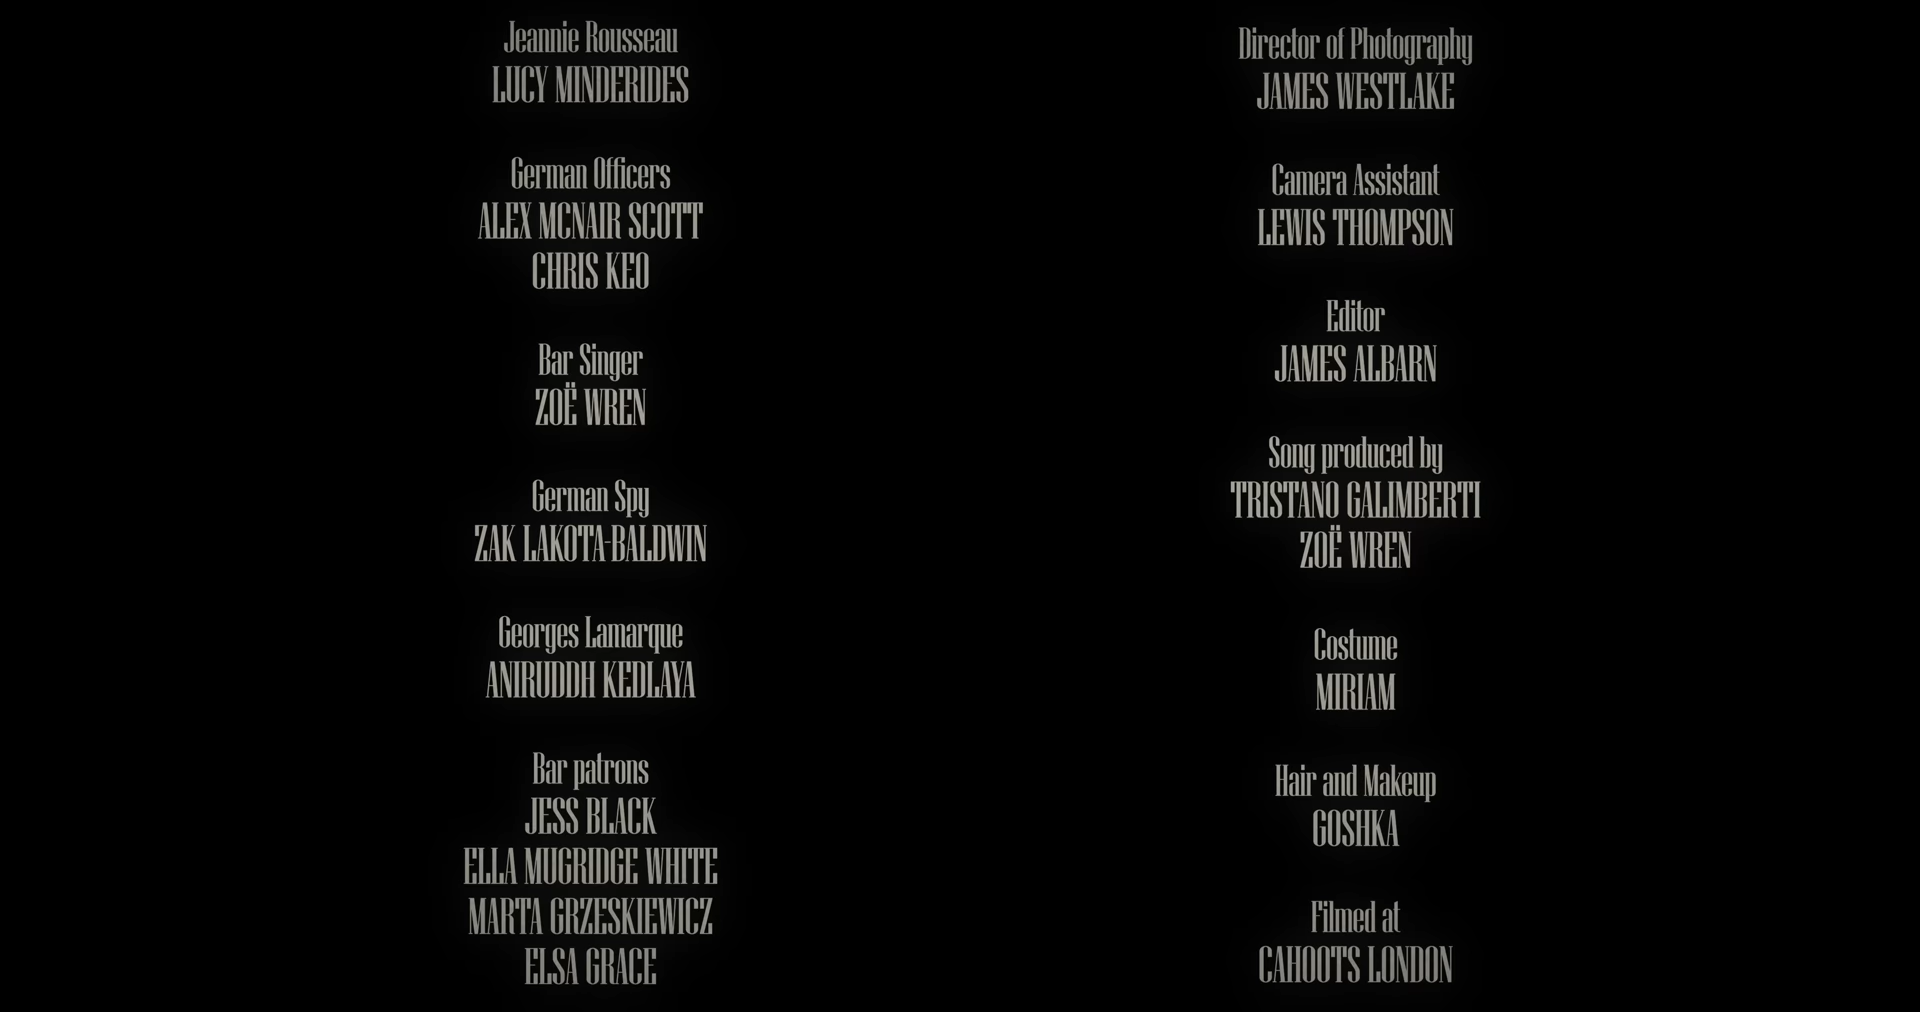 Jeannie Rousseau
LUCY MINDERIDES
German Officers
ALEX MCNAIR SCOTT
CHRIS KEO
Bar Singer
ZOË WREN
German Spy
ZAK LAKOTA-BALDWIN
Georges Lamarque
ANIRUDDH KEDLAYA
Bar patrons
JESS BLACK
ELLA MUGRIDGE WHITE
MARTA GRZESKIEWICZ
ELSA GRACE
Director of Photography
JAMES WESTLAKE
Camera Assistant
LEWIS THOMPSON
Editor
JAMES ALBARN
Song produced by
TRISTANO GALIMBERTI
ZOË WREN
Costume
MIRIAM
Hair and Makeup
GOSHKA
Filmed at
CAHOOTS LONDON